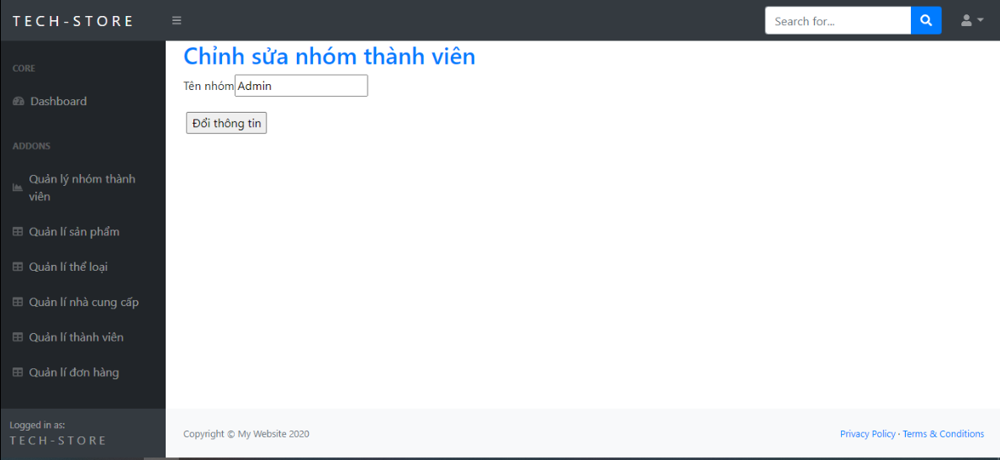 TECH-STORE
Search for...
CORE
Dashboard
ADDONS
Quản lý nhóm thành
viên
Quản lí sản phẩm
Quản lí thể loại
Quản lí nhà cung cấp
Quản lí thành viên
Quản lí đơn hàng
Logged in as:
TECH-STORE
Chỉnh sửa nhóm thành viên
Tên nhóm Admin
Đổi thông tin
Copyright © My Website 2020
Privacy Policy · Terms & Conditions